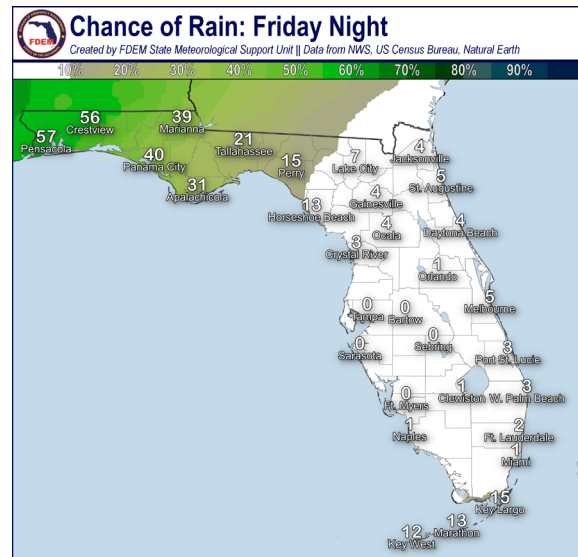 FDEM
Chance of Rain: Friday Night
Created by FDEM State Meteorological Support Unit || Data from NWS, US Census Bureau, Natural Earth
10% 20% 30% 40% 50% 60% 70% 80% 90%
56
Crestview
39
Marianna
57
Pensacola
21
Tallahassee
4
Jacksonville
40
Panama City
15
Perry
7
Lake City
5
St. Augustine
31
Apalachicola
4
Gainesville
13
Horseshoe Beach
4
Ocala
4
Daytona Beach
3
Crystal River
1
Orlando
0
Tampa
0
Bartow
5
Melbourne
0
Sarasota
0
Sebring
3
Port St. Lucie
0
Ft. Myers
1
Clewiston
3
W. Palm Beach
1
Naples
2
Ft. Lauderdale
1
Miami
15
Key Largo
13
Marathon
12
Key West